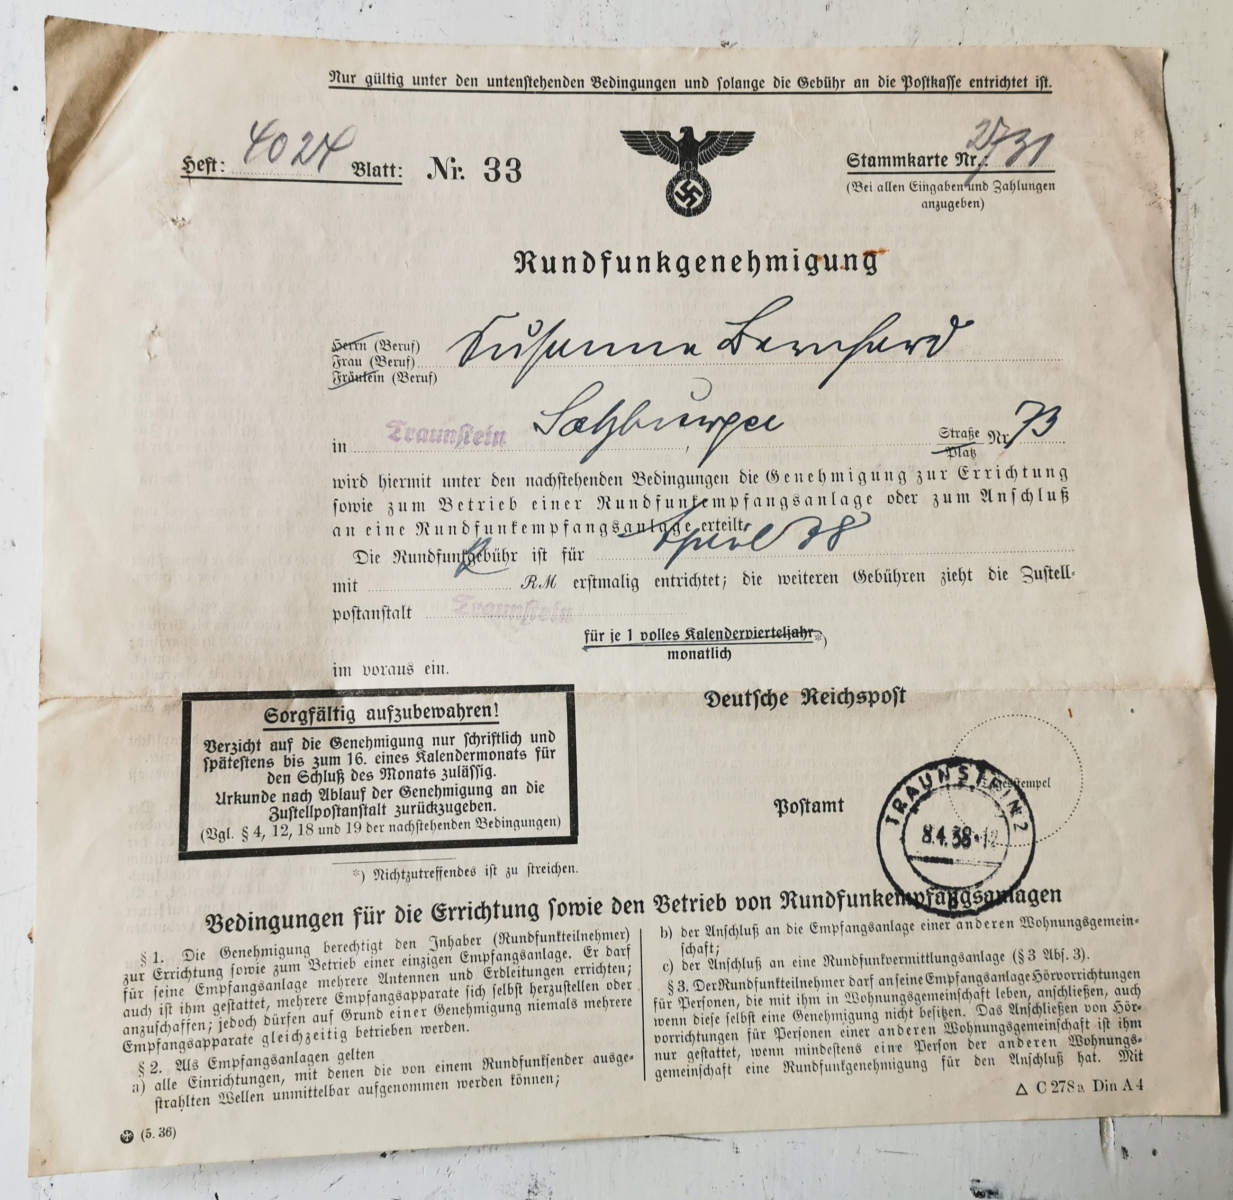 Nur gültig unter den untenstehenden Bedingungen und solange die Gebühr an die Postkasse entrichtet ist.
Heft: 4024 Blatt: Nr. 33
Stammkarte Nr.: 2731
(Bei allen Eingaben und Zahlungen
anzugeben)
Rundfunkgenehmigung
Herrn (Beruf)
Frau (Beruf)
Fräulein (Beruf)
Susanne Bernhard
in Traunstein, Salzburger Straße Nr. 73
Platz
wird hiermit unter den nachstehenden Bedingungen die Genehmigung zur Errichtung
sowie zum Betrieb einer Rundfunkempfangsanlage oder zum Anschluß
an eine Rundfunkempfangsanlage erteilt.
Die Rundfunkgebühr ist für April 38
mit 2 RM erstmalig entrichtet; die weiteren Gebühren zieht die Zustell-
postanstalt Traunstein
für je 1 volles Kalendervierteljahr *)
monatlich
im voraus ein.
Sorgfältig aufzubewahren!
Verzicht auf die Genehmigung nur schriftlich und
spätestens bis zum 16. eines Kalendermonats für
den Schluß des Monats zulässig.
Urkunde nach Ablauf der Genehmigung an die
Zustellpostanstalt zurückzugeben.
(Vgl. § 4, 12, 18 und 19 der nachstehenden Bedingungen)
Deutsche Reichspost
Tagesstempel
Postamt
TRAUNSTEIN 2
8.4.38.-12
*) Nichtzutreffendes ist zu streichen.
Bedingungen für die Errichtung sowie den Betrieb von Rundfunkempfangsanlagen
§ 1. Die Genehmigung berechtigt den Inhaber (Rundfunkteilnehmer)
zur Errichtung sowie zum Betrieb einer einzigen Empfangsanlage. Er darf
für seine Empfangsanlage mehrere Antennen und Erdleitungen errichten;
auch ist ihm gestattet, mehrere Empfangsapparate sich selbst herzustellen oder
anzuschaffen; jedoch dürfen auf Grund einer Genehmigung niemals mehrere
Empfangsapparate gleichzeitig betrieben werden.
§ 2. Als Empfangsanlagen gelten
a) alle Einrichtungen, mit denen die von einem Rundfunksender ausge-
strahlten Wellen unmittelbar aufgenommen werden können;
b) der Anschluß an die Empfangsanlage einer anderen Wohnungsgemein-
schaft;
c) der Anschluß an eine Rundfunkvermittlungsanlage (§ 3 Abs. 3).
§ 3. Der Rundfunkteilnehmer darf an seine Empfangsanlage Hörvorrichtungen
für Personen, die mit ihm in Wohnungsgemeinschaft leben, anschließen, auch
wenn diese selbst eine Genehmigung nicht besitzen. Das Anschließen von Hör-
vorrichtungen für Personen einer anderen Wohnungsgemeinschaft ist ihm
nur gestattet, wenn mindestens eine Person der anderen Wohnungs-
gemeinschaft eine Rundfunkgenehmigung für den Anschluß hat. Mit
(5. 36)
C 278a Din A 4